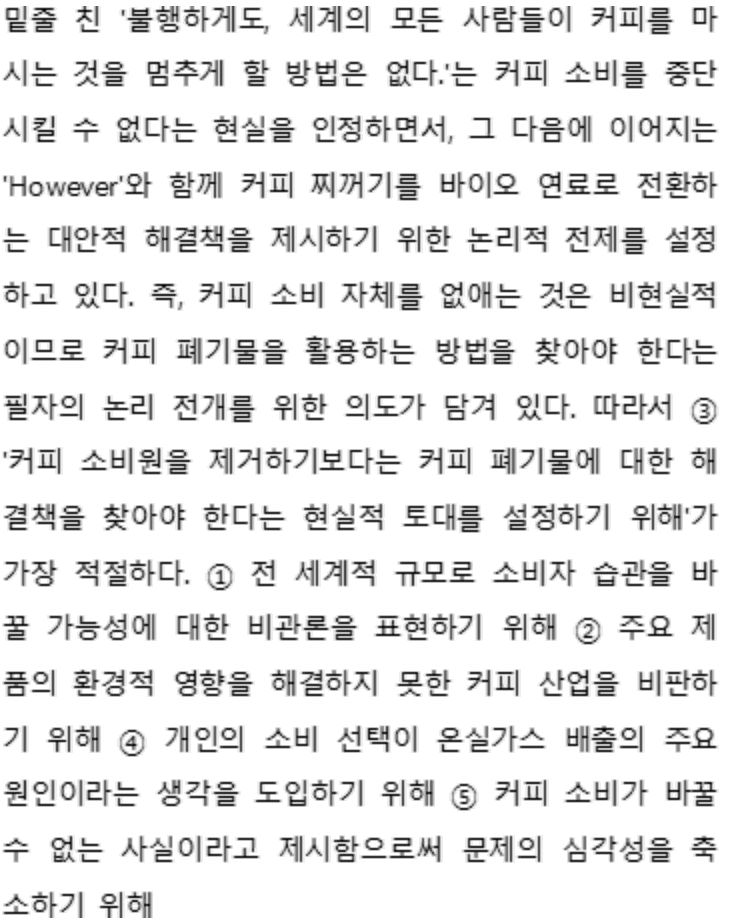 밑줄 친 '불행하게도, 세계의 모든 사람들이 커피를 마
시는 것을 멈추게 할 방법은 없다.'는 커피 소비를 중단
시킬 수 없다는 현실을 인정하면서, 그 다음에 이어지는
'However'와 함께 커피 찌꺼기를 바이오 연료로 전환하
는 대안적 해결책을 제시하기 위한 논리적 전제를 설정
하고 있다. 즉, 커피 소비 자체를 없애는 것은 비현실적
이므로 커피 폐기물을 활용하는 방법을 찾아야 한다는
필자의 논리 전개를 위한 의도가 담겨 있다. 따라서 ③
'커피 소비원을 제거하기보다는 커피 폐기물에 대한 해
결책을 찾아야 한다는 현실적 토대를 설정하기 위해'가
가장 적절하다. ① 전 세계적 규모로 소비자 습관을 바
꿀 가능성에 대한 비관론을 표현하기 위해 ② 주요 제
품의 환경적 영향을 해결하지 못한 커피 산업을 비판하
기 위해 ④ 개인의 소비 선택이 온실가스 배출의 주요
원인이라는 생각을 도입하기 위해 ⑤ 커피 소비가 바꿀
수 없는 사실이라고 제시함으로써 문제의 심각성을 축
소하기 위해